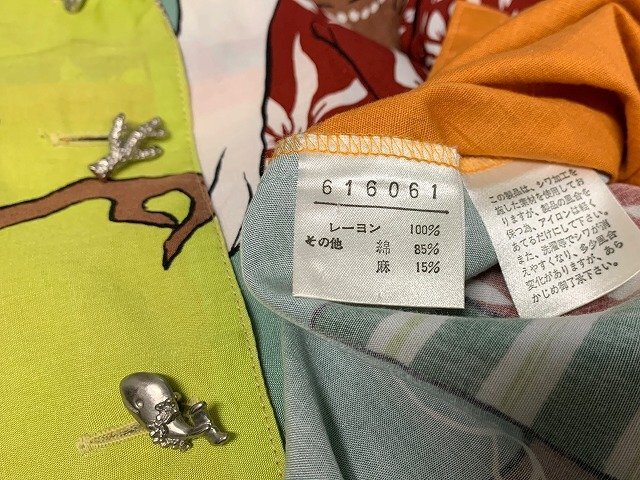 616061
レーヨン 100%
その他 綿 85%
麻 15%
この製品は、シワ加工を
施した素材を使用してお
りますが、製品の風合を
保つ為、アイロンは軽く
あてるだけにして下さい。
また、洗濯等でシワが消
えやすくなり、多少風合
変化がありますが、あら
かじめ御了承下さい。